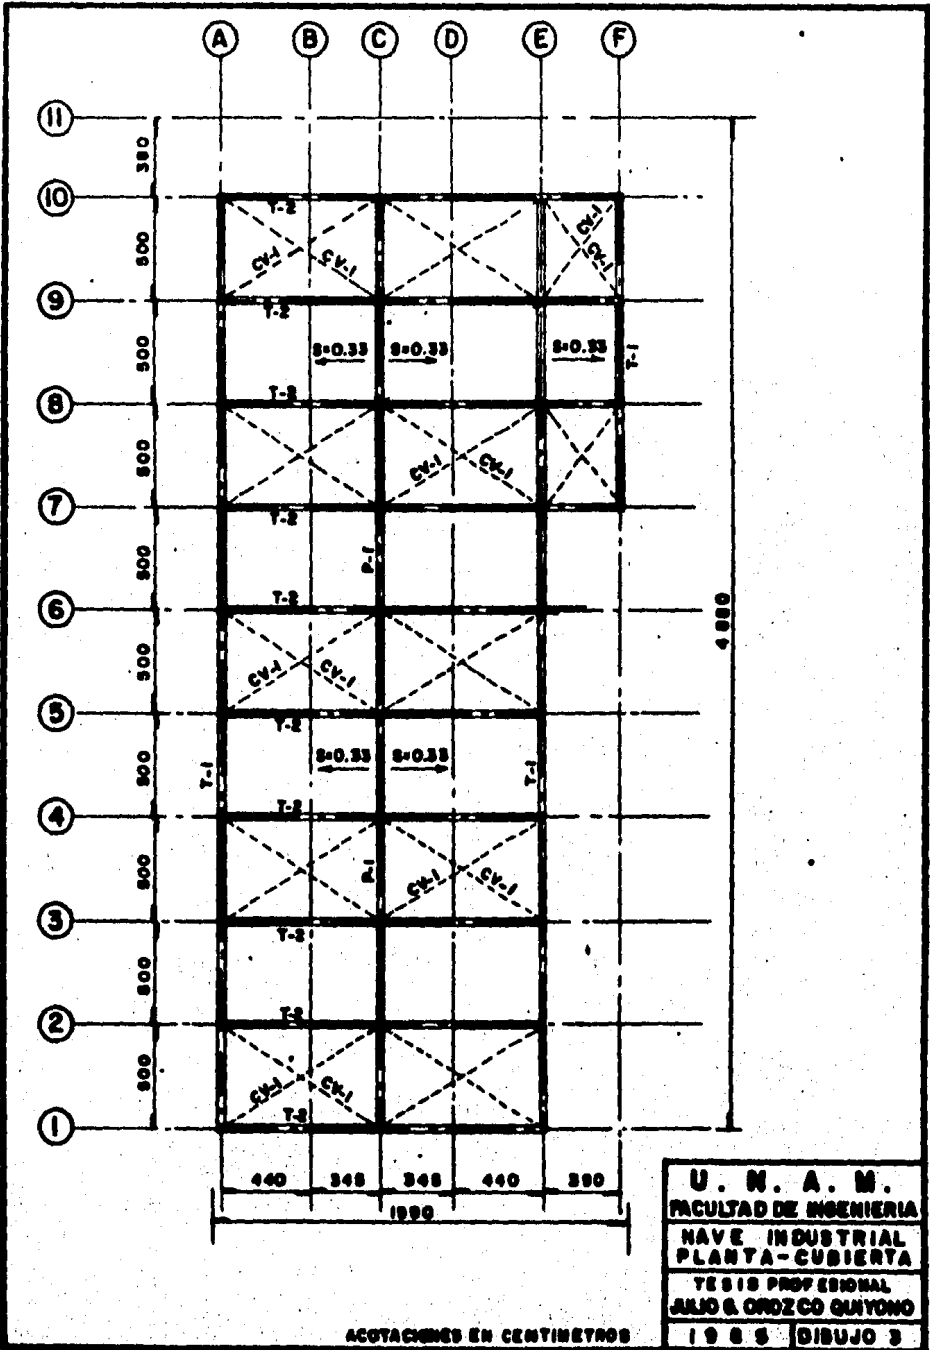 A B C D E F
11
380
10
T-2
CV-1
500
CV-1 CV-1
CV-1
9
T-2
S=0.33 S=0.33 S=0.33
500
T-1
8
T-2
500
CV-1 CV-1
7
T-2
500
P-1
6
T-2
4880
500
CV-1 CV-1
5
T-2
S=0.33 S=0.33
500
T-1 T-1
4
T-2
500
P-1
CV-1 CV-1
3
T-2
500
2
T-2
500
CV-1 CV-1
T-2
1
440 345 345 440 390
U. N. A. M.
FACULTAD DE INGENIERIA
NAVE INDUSTRIAL
PLANTA-CUBIERTA
TESIS PROFESIONAL
JULIO G. OROZCO QUIYONO
1985 DIBUJO 3
ACOTACIONES EN CENTIMETROS